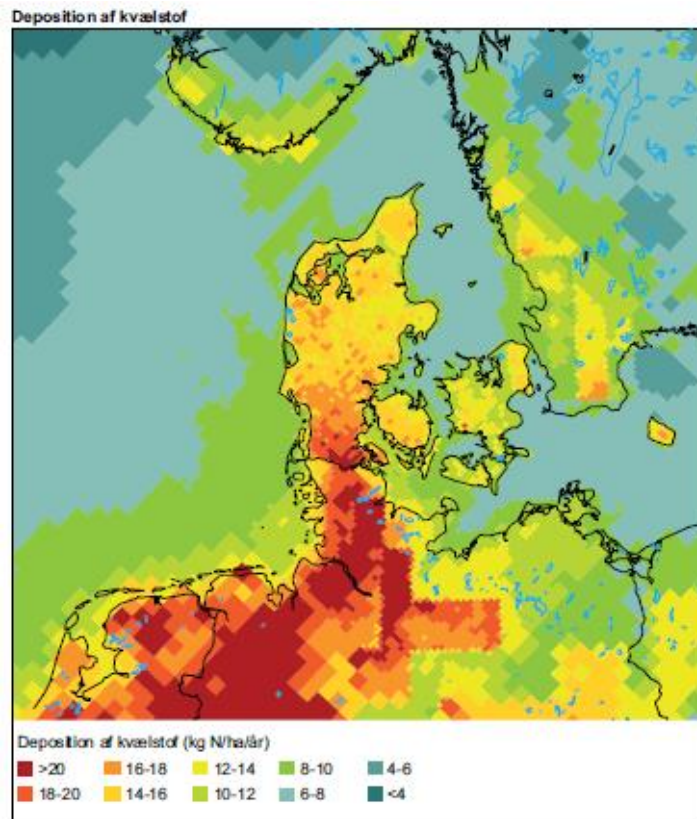 Deposition af kvælstof
Deposition af kvælstof (kg N/ha/år)
>20 16-18 12-14 8-10 4-6
18-20 14-16 10-12 6-8 <4